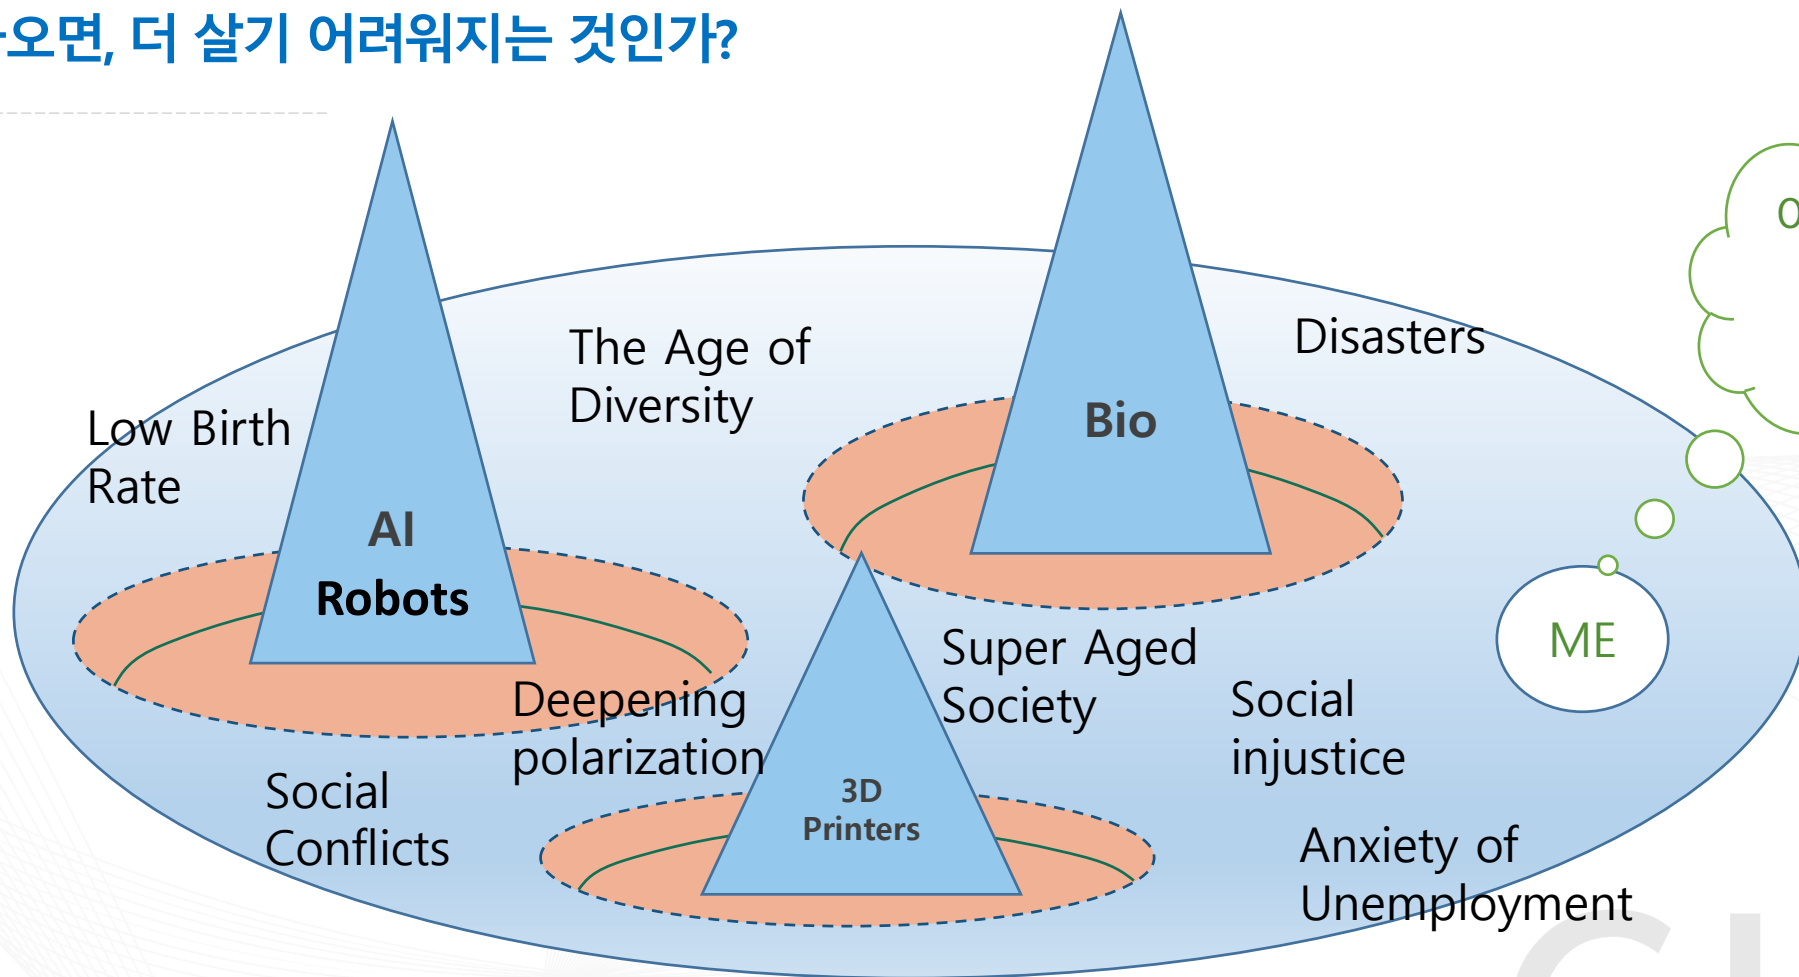 오면, 더 살기 어려워지는 것인가?
The Age of
Diversity
Disasters
Low Birth
Rate
Bio
AI
Robots
Super Aged
Society
ME
Deepening
polarization
Social
injustice
Social
Conflicts
3D
Printers
Anxiety of
Unemployment